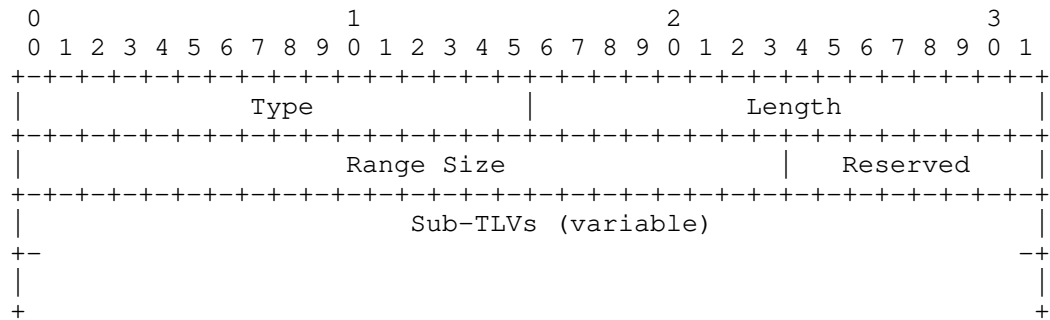 0                   1                   2                   3
 0 1 2 3 4 5 6 7 8 9 0 1 2 3 4 5 6 7 8 9 0 1 2 3 4 5 6 7 8 9 0 1
+-+-+-+-+-+-+-+-+-+-+-+-+-+-+-+-+-+-+-+-+-+-+-+-+-+-+-+-+-+-+-+-+
|              Type             |             Length            |
+-+-+-+-+-+-+-+-+-+-+-+-+-+-+-+-+-+-+-+-+-+-+-+-+-+-+-+-+-+-+-+-+
|                    Range Size                 |   Reserved    |
+-+-+-+-+-+-+-+-+-+-+-+-+-+-+-+-+-+-+-+-+-+-+-+-+-+-+-+-+-+-+-+-+
|                        Sub-TLVs (variable)                    |
+-                                                             -+
|                                                               |
+                                                               +